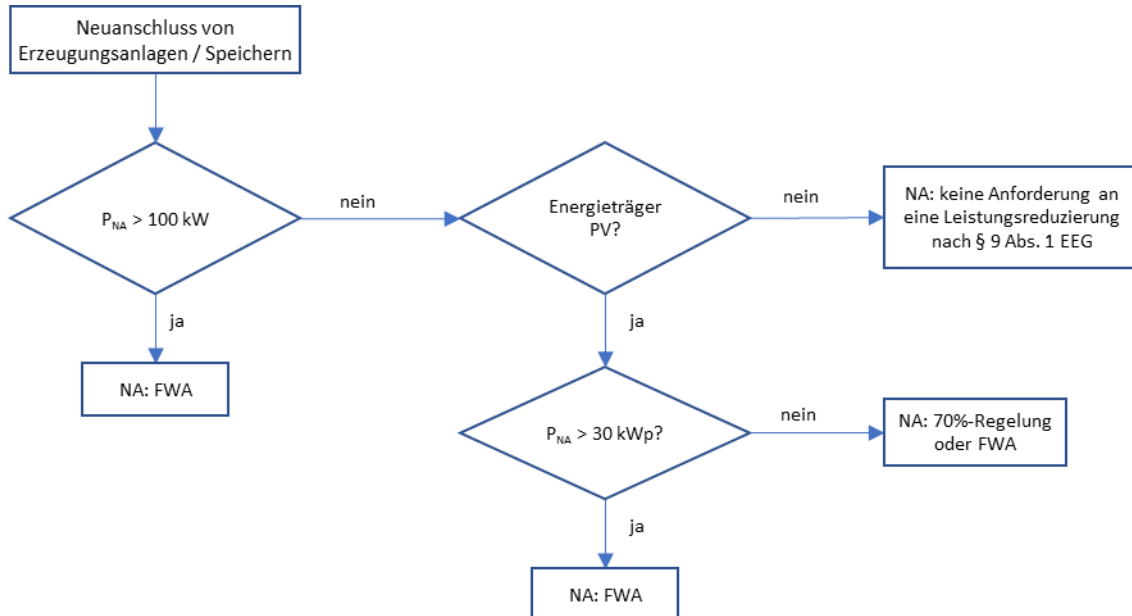 Neuanschluss von
Erzeugungsanlagen / Speichern
P_NA > 100 kW
nein
Energieträger
PV?
nein
NA: keine Anforderung an
eine Leistungsreduzierung
nach § 9 Abs. 1 EEG
ja
ja
NA: FWA
P_NA > 30 kWp?
nein
NA: 70%-Regelung
oder FWA
ja
NA: FWA